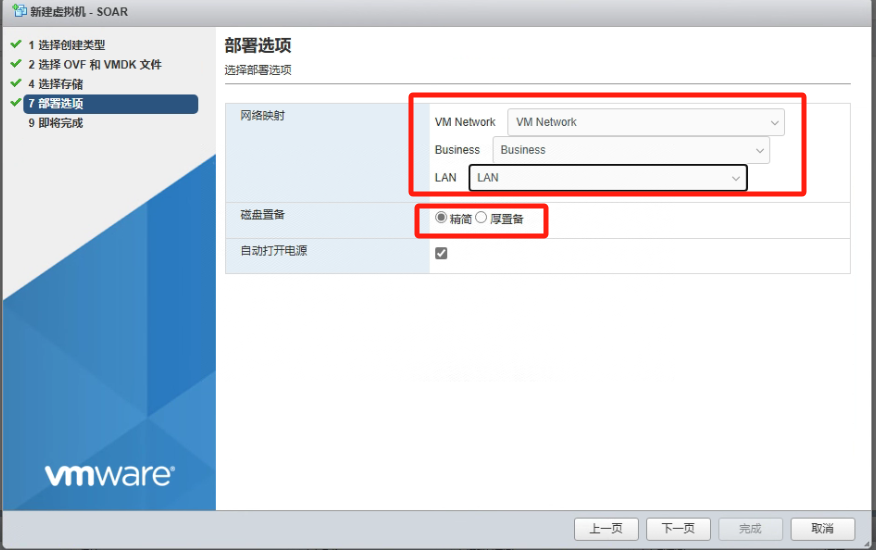 新建虚拟机 - SOAR
1 选择创建类型
2 选择 OVF 和 VMDK 文件
4 选择存储
7 部署选项
9 即将完成
部署选项
选择部署选项
网络映射
VM Network VM Network
Business Business
LAN LAN
磁盘置备
精简 厚置备
自动打开电源
vmware®
上一页 下一页 完成 取消